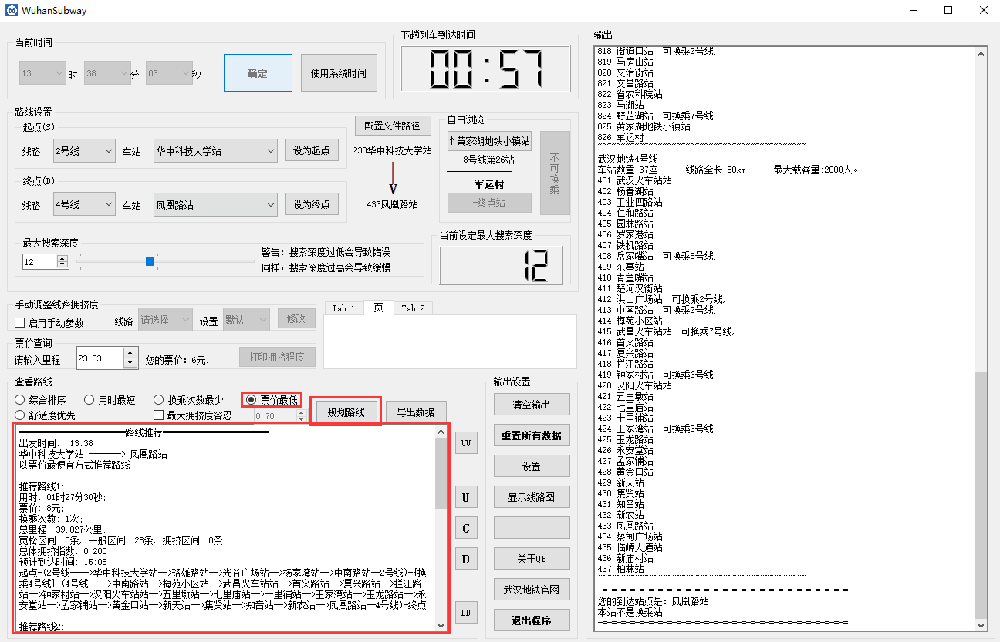 WuhanSubway
当前时间
13 时 38 分 03 秒
确定
使用系统时间
下趟列车到达时间
00:57
路线设置
起点(S)
线路 2号线 车站 华中科技大学站
设为起点
终点(D)
线路 4号线 车站 凤凰路站
设为终点
配置文件路径
230华中科技大学站
V
433凤凰路站
自由浏览
↑黄家湖地铁小镇站
8号线第26站
军运村
-终点站
不可换乘
最大搜索深度
12
警告：搜索深度过低会导致错误
同样，搜索深度过高会导致缓慢
当前设定最大搜索深度
12
手动调整线路拥挤度
启用手动参数
线路 请选择 设置 默认
修改
Tab 1 页 Tab 2
票价查询
请输入里程 23.33 您的票价：6元.
打印拥挤程度
查看路线
综合排序 用时最短 换乘次数最少 票价最低
舒适度优先 最大拥挤度容忍 0.70
规划路线
导出数据
═══════════路线推荐═══════════
出发时间： 13:38
华中科技大学站 ———> 凤凰路站
以票价最便宜方式推荐路线
推荐路线1:
用时: 01时27分30秒;
票价: 8元;
换乘次数: 1次;
总里程: 39.827公里;
宽松区间: 0条, 一般区间: 28条, 拥挤区间: 0条.
总体拥挤指数: 0.200
预计到达时间: 15:05
起点-(2号线——>华中科技大学站—>珞雄路站—>光谷广场站—>杨家湾站—>中南路站—2号线)-[换
乘4号线]-(4号线——>中南路站—>梅苑小区站—>武昌火车站站—>首义路站—>复兴路站—>拦江路
站—>钟家村站—>汉阳火车站站—>五里墩站—>七里庙站—>十里铺站—>王家湾站—>玉龙路站—>永
安堂站—>孟家铺站—>黄金口站—>新天站—>集贤站—>知音站—>新农站—>凤凰路站—4号线)-终点
推荐路线2:
UU
U
C
D
DD
输出设置
清空输出
重置所有数据
设置
显示线路图
关于Qt
武汉地铁官网
退出程序
输出
818 街道口站 可换乘2号线,
819 马房山站
820 文治街站
821 文昌路站
822 省农科院站
823 马湖站
824 野芷湖站 可换乘7号线,
825 黄家湖地铁小镇站
826 军运村
~~~~~~~~~~~~~~~~~~~~~~~~~~~~~~~~~~~~~~~~~~~~~
武汉地铁4号线
车站数量:37座; 线路全长:50km; 最大载客量:2000人。
401 武汉火车站站
402 杨春湖站
403 工业四路站
404 仁和路站
405 园林路站
406 罗家港站
407 铁机路站
408 岳家嘴站 可换乘8号线,
409 东亭站
410 青鱼嘴站
411 楚河汉街站
412 洪山广场站 可换乘2号线,
413 中南路站 可换乘2号线,
414 梅苑小区站
415 武昌火车站站 可换乘7号线,
416 首义路站
417 复兴路站
418 拦江路站
419 钟家村站 可换乘6号线,
420 汉阳火车站站
421 五里墩站
422 七里庙站
423 十里铺站
424 王家湾站 可换乘3号线,
425 玉龙路站
426 永安堂站
427 孟家铺站
428 黄金口站
429 新天站
430 集贤站
431 知音站
432 新农站
433 凤凰路站
434 蔡甸广场站
435 临嶂大道站
436 新庙村站
437 柏林站
~~~~~~~~~~~~~~~~~~~~~~~~~~~~~~~~~~~~~~~~~~~~~
-=-=-=-=-=-=-=-=-=-=-=-=-=-=-=-=-=-=-=-=-=-=-=-=-=-=-=
您的到达站点是: 凤凰路站
本站不是换乘站.
-=-=-=-=-=-=-=-=-=-=-=-=-=-=-=-=-=-=-=-=-=-=-=-=-=-=-=